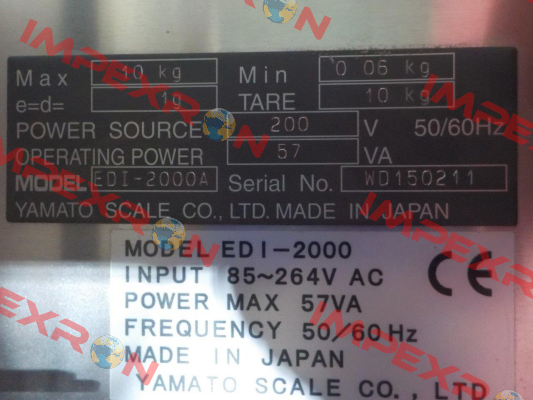 Max 10 kg Min 0.06 kg
e=d= 1g TARE 10 kg
POWER SOURCE 200 V 50/60Hz
OPERATING POWER 57 VA
MODEL EDI-2000A Serial No. WD150211
YAMATO SCALE CO., LTD. MADE IN JAPAN
MODEL EDI-2000
INPUT 85~264V AC
POWER MAX 57VA
FREQUENCY 50/60Hz
MADE IN JAPAN
YAMATO SCALE CO., LTD
CE
IMPEXRON
IMPEXRON
IMPEXRON
IMPEXRON
IMPEXRON